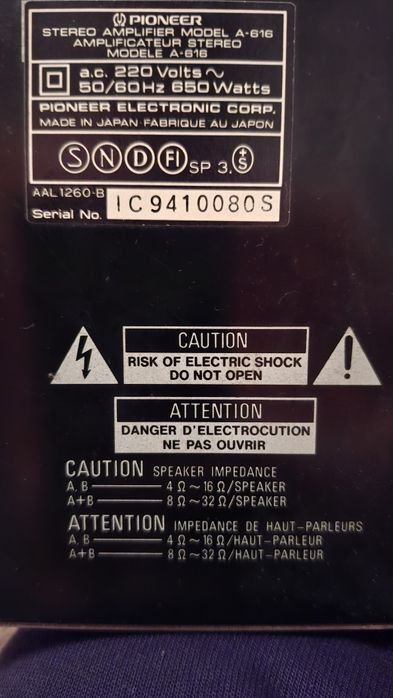 PIONEER
STEREO AMPLIFIER MODEL A-616
AMPLIFICATEUR STEREO
MODELE A-616
a.c. 220 Volts ~
50/60Hz 650 Watts
PIONEER ELECTRONIC CORP.
MADE IN JAPAN·FABRIQUE AU JAPON
S N D FI SP 3. +S
AAL1260-B
Serial No. IC9410080S
CAUTION
RISK OF ELECTRIC SHOCK
DO NOT OPEN
!
ATTENTION
DANGER D'ELECTROCUTION
NE PAS OUVRIR
CAUTION SPEAKER IMPEDANCE
A, B 4 Ω ~ 16 Ω/SPEAKER
A+B 8 Ω ~ 32 Ω/SPEAKER
ATTENTION IMPEDANCE DE HAUT-PARLEURS
A, B 4 Ω ~ 16 Ω/HAUT-PARLEUR
A+B 8 Ω ~ 32 Ω/HAUT-PARLEUR